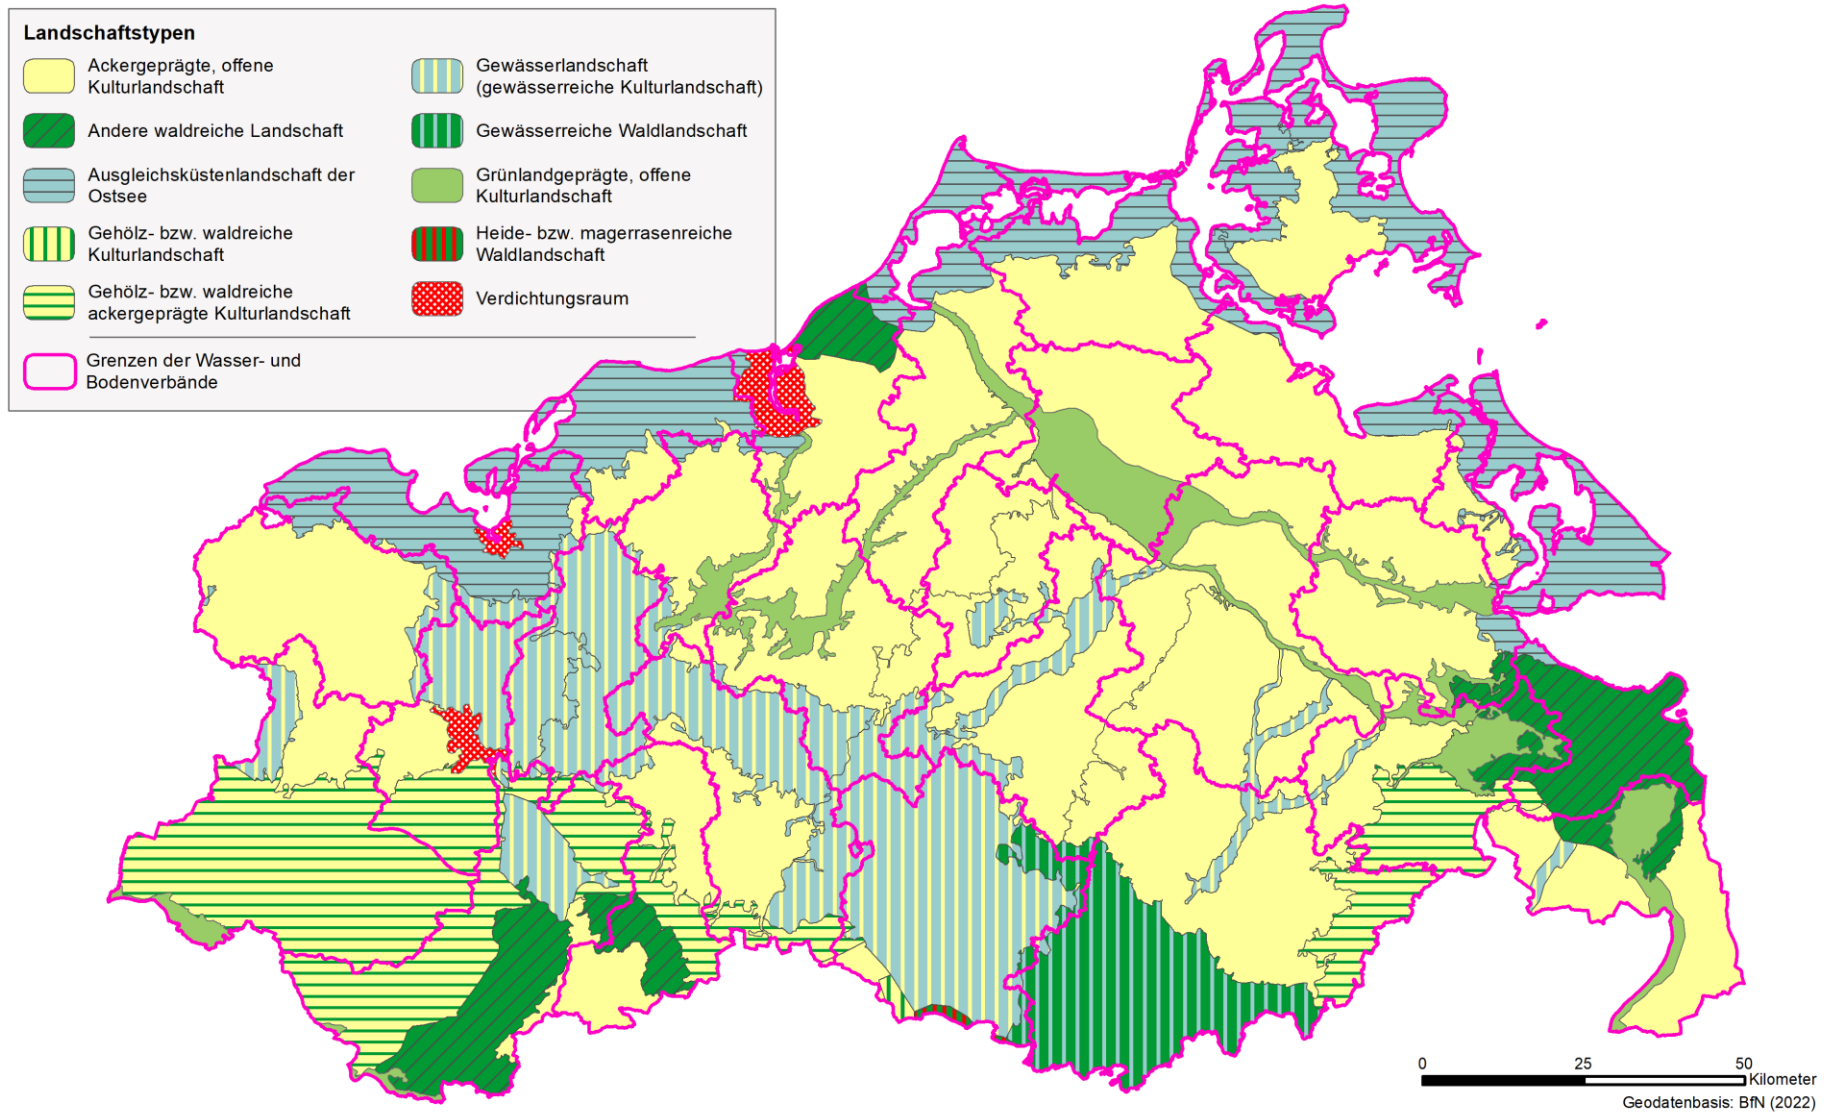 Landschaftstypen
Ackergeprägte, offene
Kulturlandschaft
Andere waldreiche Landschaft
Ausgleichsküstenlandschaft der
Ostsee
Gehölz- bzw. waldreiche
Kulturlandschaft
Gehölz- bzw. waldreiche
ackergeprägte Kulturlandschaft
Gewässerlandschaft
(gewässerreiche Kulturlandschaft)
Gewässerreiche Waldlandschaft
Grünlandgeprägte, offene
Kulturlandschaft
Heide- bzw. magerrasenreiche
Waldlandschaft
Verdichtungsraum
Grenzen der Wasser- und
Bodenverbände
0 25 50
Kilometer
Geodatenbasis: BfN (2022)